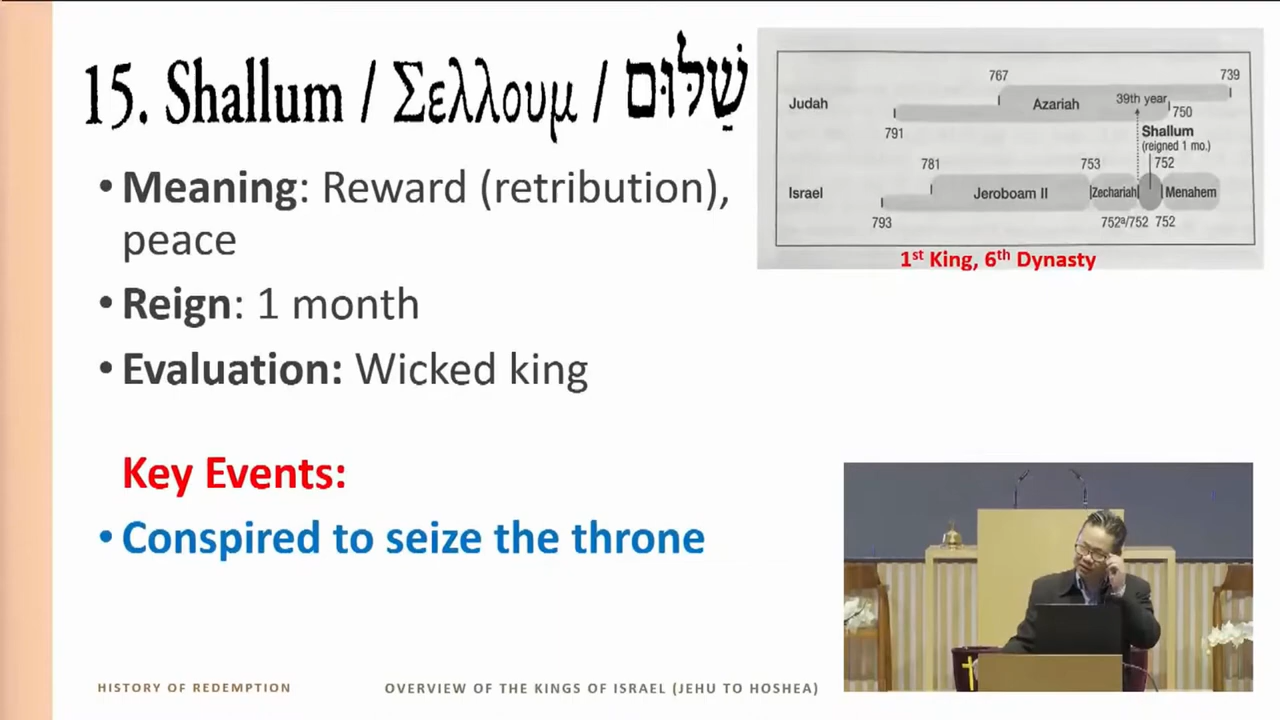 15. Shallum / Σελλουμ / שַׁלּוּם
• Meaning: Reward (retribution),
peace
• Reign: 1 month
• Evaluation: Wicked king
Key Events:
• Conspired to seize the throne
767
739
Judah
Azariah
39th year
750
791
Shallum
(reigned 1 mo.)
781
753
752
Israel
Jeroboam II
Zechariah
Menahem
793
752ª/752
752
1st King, 6th Dynasty
HISTORY OF REDEMPTION
OVERVIEW OF THE KINGS OF ISRAEL (JEHU TO HOSHEA)